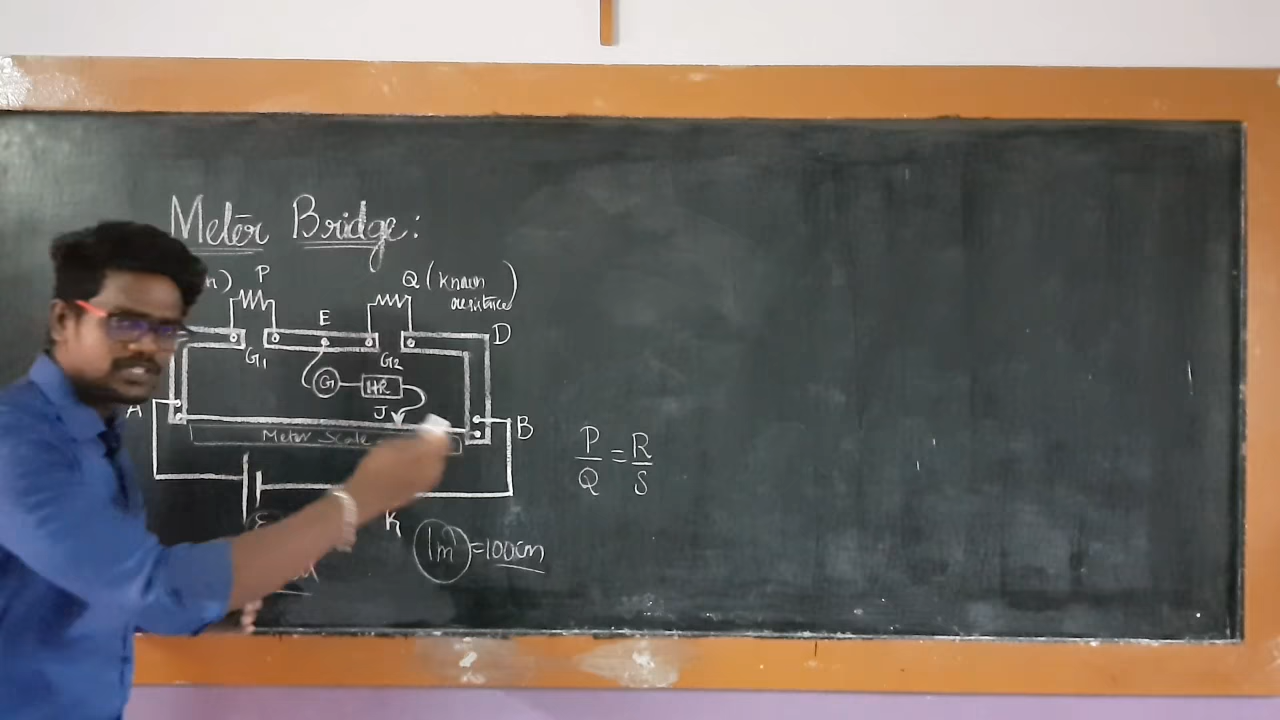 Meter Bridge:
n) P Q (known
resistance)
E D
G1 G2
G HR
J
A B
Meter Scale
P/Q = R/S
K
1m = 100cm